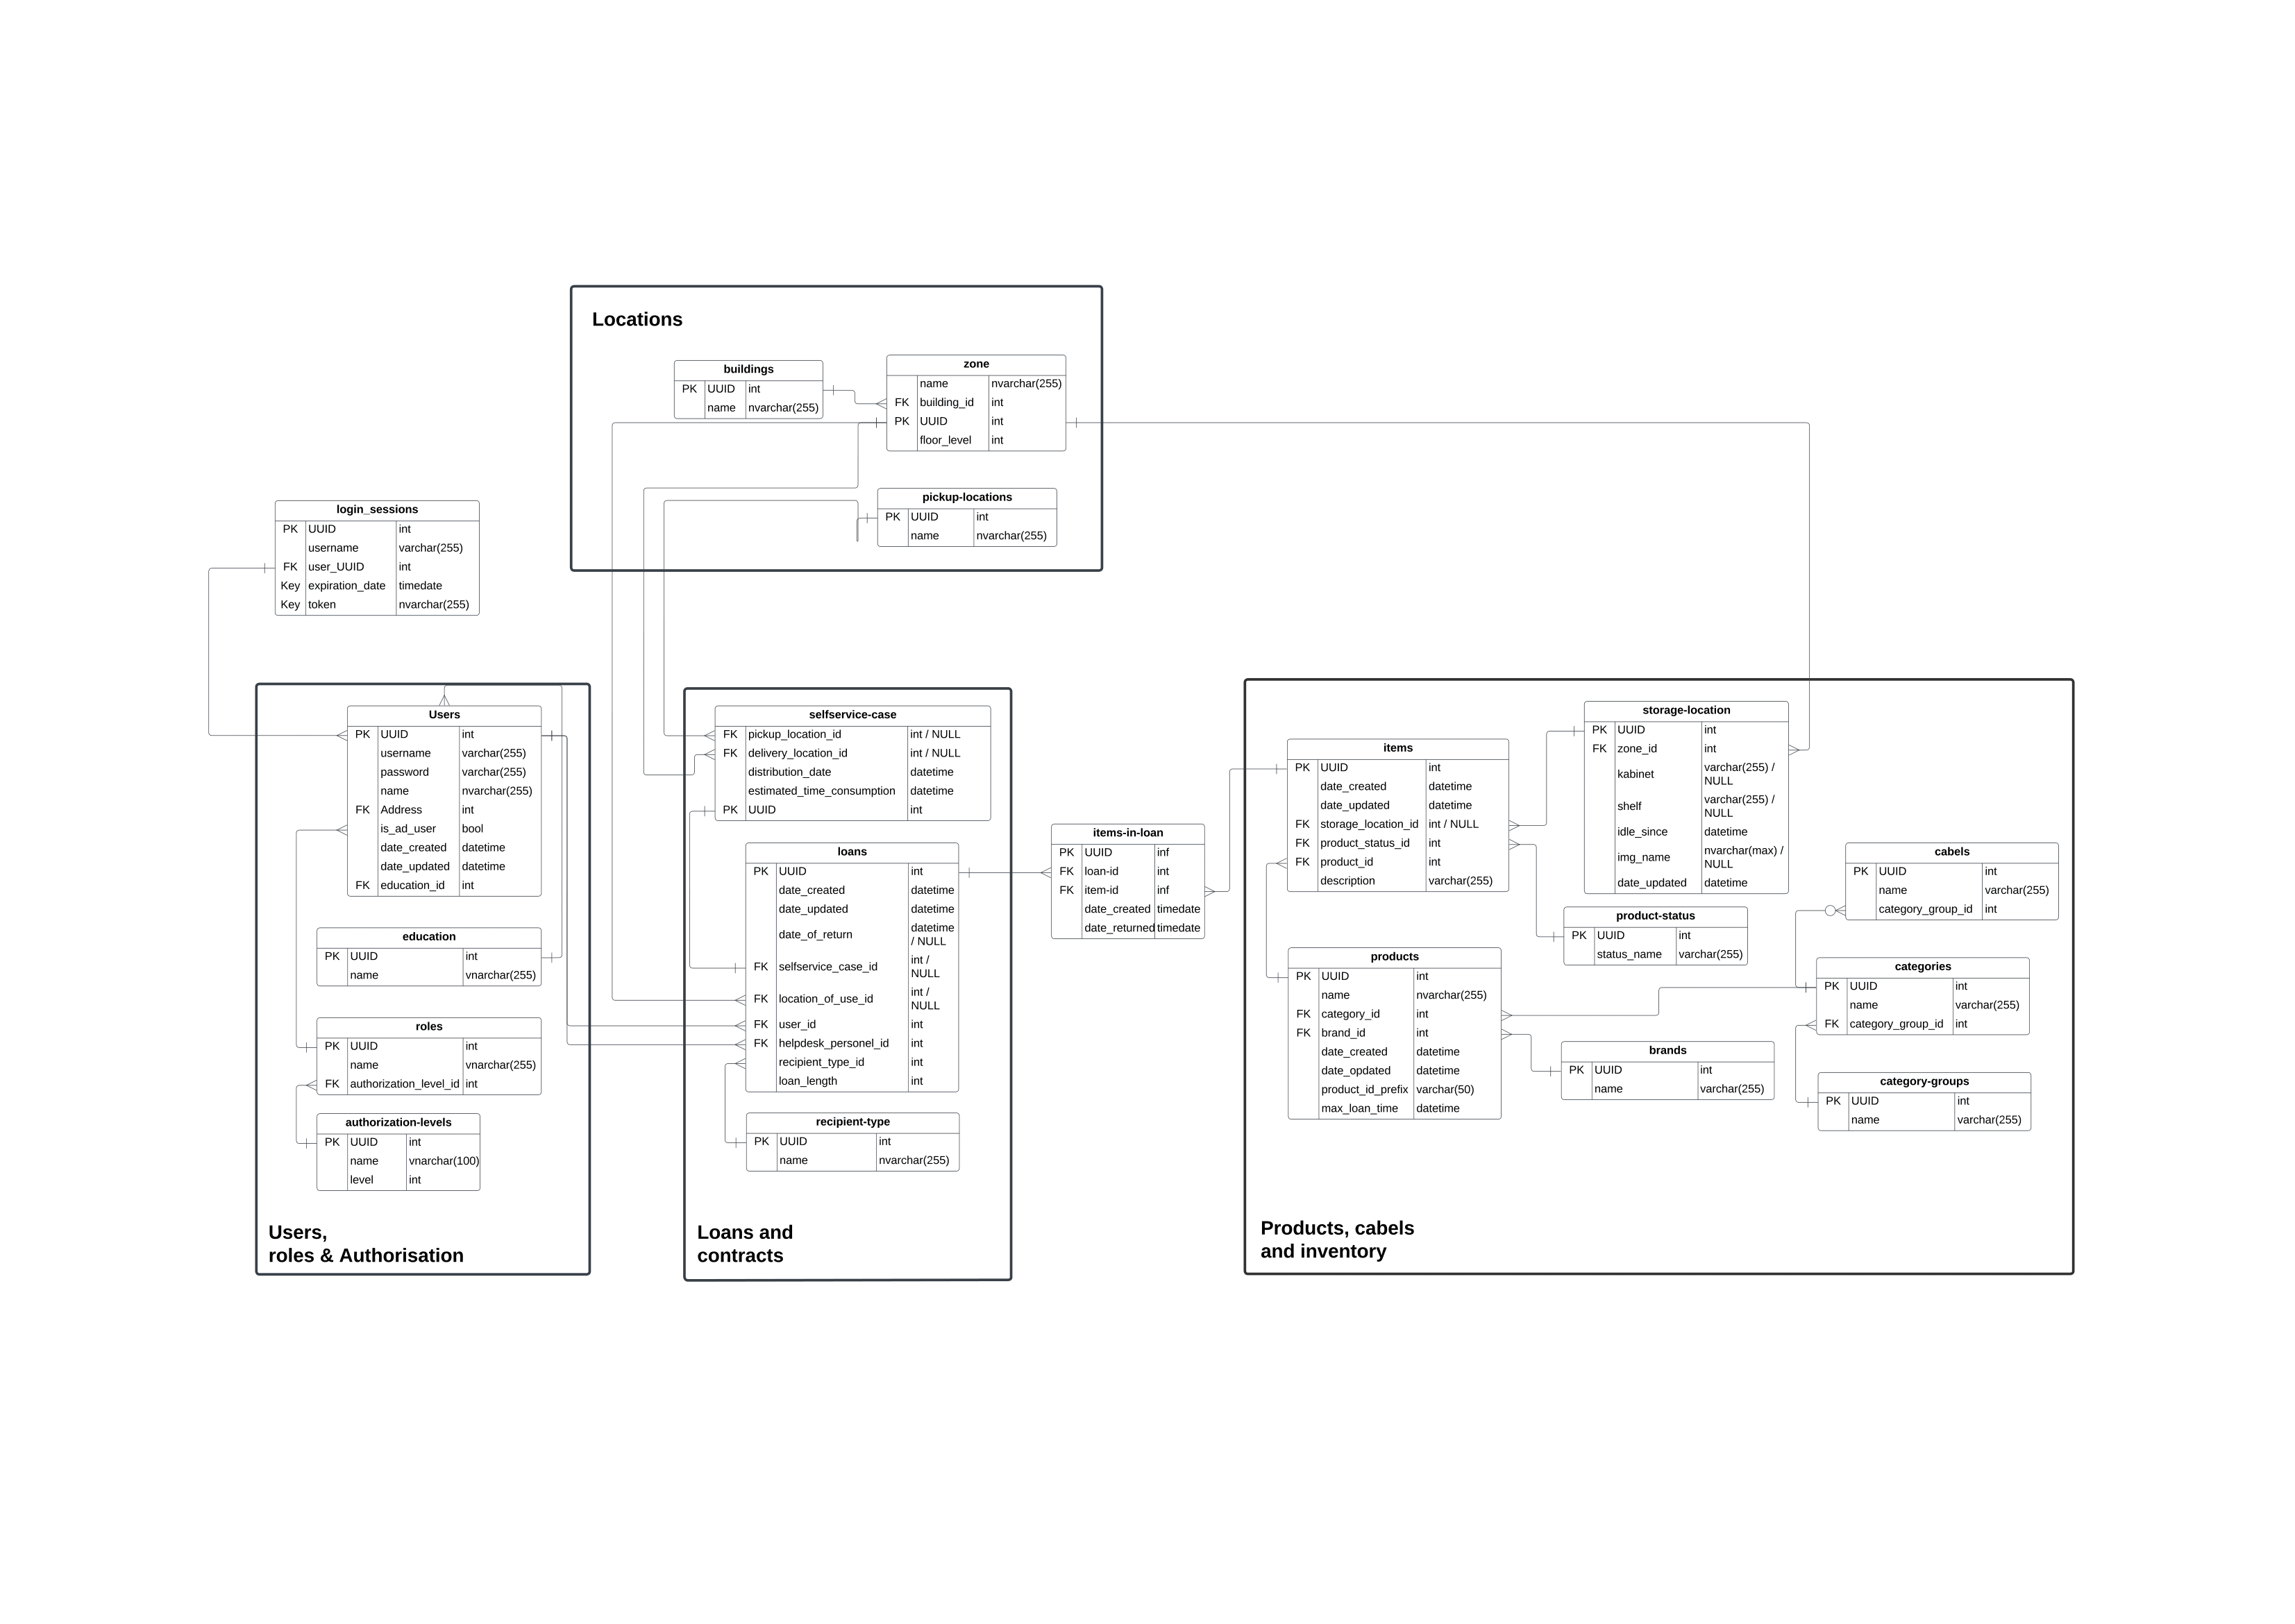 Locations
buildings
PK UUID int
name nvarchar(255)
zone
name nvarchar(255)
FK building_id int
PK UUID int
floor_level int
pickup-locations
PK UUID int
name nvarchar(255)
login_sessions
PK UUID int
username varchar(255)
FK user_UUID int
Key expiration_date timedate
Key token nvarchar(255)
Users
PK UUID int
username varchar(255)
password varchar(255)
name nvarchar(255)
FK Address int
is_ad_user bool
date_created datetime
date_updated datetime
FK education_id int
education
PK UUID int
name vnarchar(255)
roles
PK UUID int
name vnarchar(255)
FK authorization_level_id int
authorization-levels
PK UUID int
name vnarchar(100)
level int
Users,
roles & Authorisation
selfservice-case
FK pickup_location_id int / NULL
FK delivery_location_id int / NULL
distribution_date datetime
estimated_time_consumption datetime
PK UUID int
loans
PK UUID int
date_created datetime
date_updated datetime
date_of_return datetime
/ NULL
FK selfservice_case_id int /
NULL
FK location_of_use_id int /
NULL
FK user_id int
FK helpdesk_personel_id int
recipient_type_id int
loan_length int
recipient-type
PK UUID int
name nvarchar(255)
Loans and
contracts
items-in-loan
PK UUID inf
FK loan-id int
FK item-id inf
date_created timedate
date_returned timedate
items
PK UUID int
date_created datetime
date_updated datetime
FK storage_location_id int / NULL
FK product_status_id int
FK product_id int
description varchar(255)
storage-location
PK UUID int
FK zone_id int
kabinet varchar(255) /
NULL
shelf varchar(255) /
NULL
idle_since datetime
img_name nvarchar(max) /
NULL
date_updated datetime
product-status
PK UUID int
status_name varchar(255)
products
PK UUID int
name nvarchar(255)
FK category_id int
FK brand_id int
date_created datetime
date_opdated datetime
product_id_prefix varchar(50)
max_loan_time datetime
brands
PK UUID int
name varchar(255)
cabels
PK UUID int
name varchar(255)
category_group_id int
categories
PK UUID int
name varchar(255)
FK category_group_id int
category-groups
PK UUID int
name varchar(255)
Products, cabels
and inventory